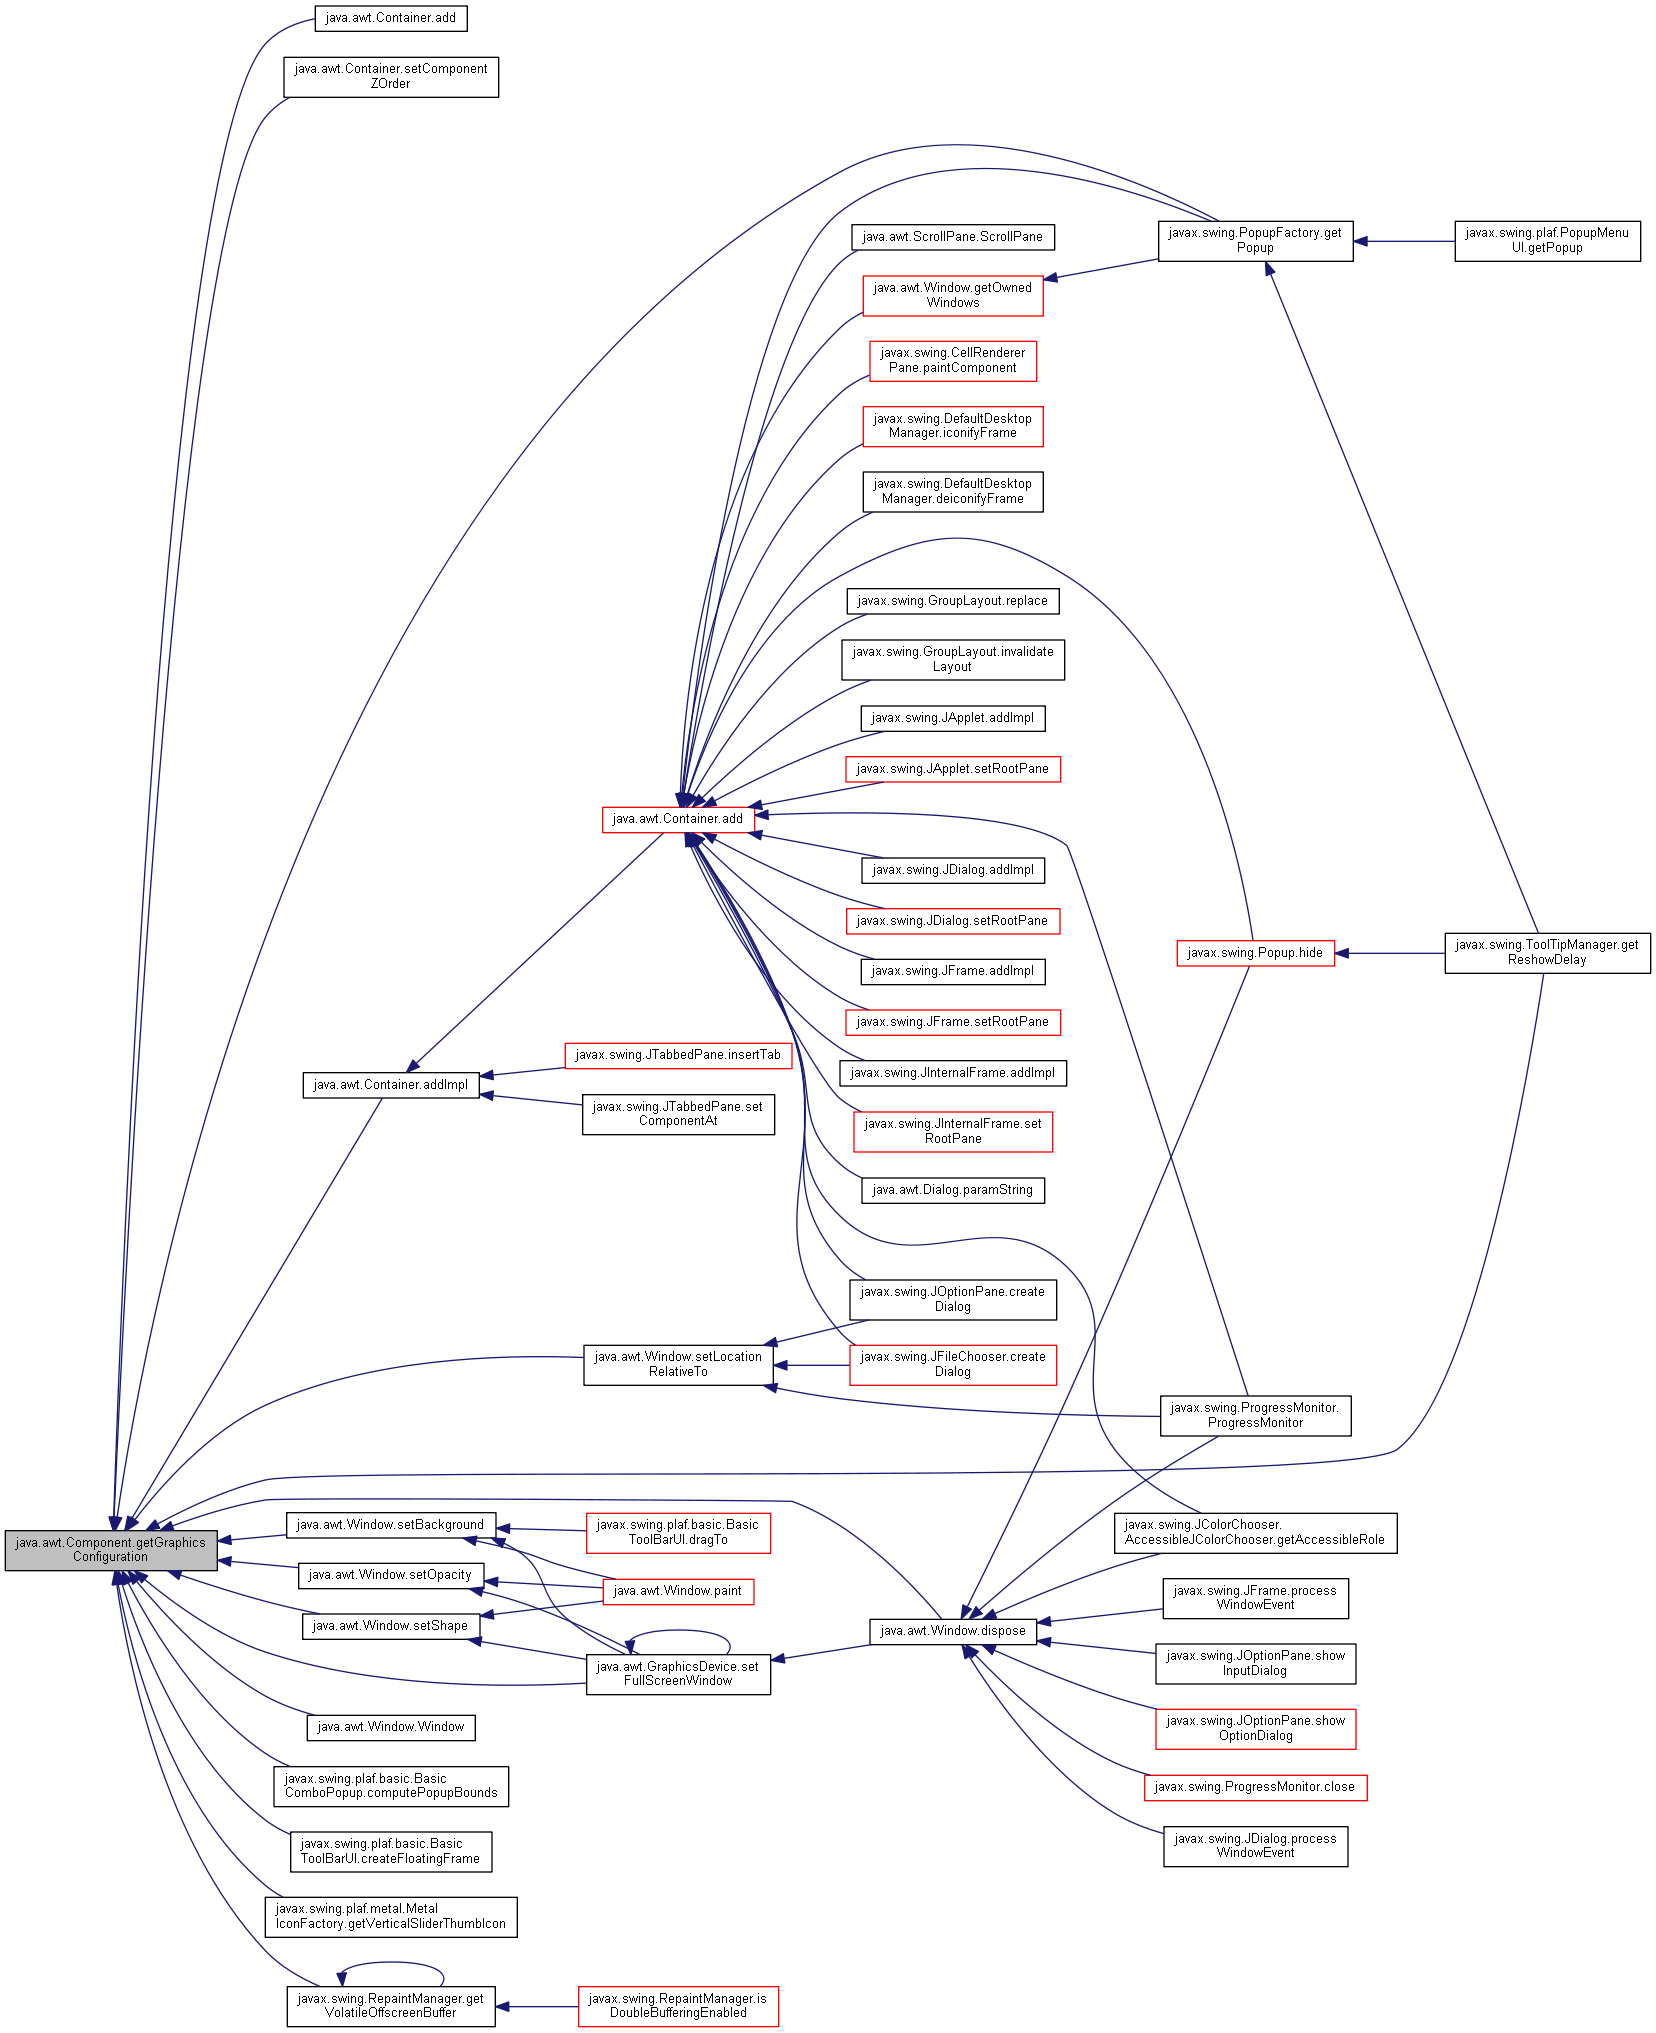 java.awt.Container.add
java.awt.Container.setComponent
ZOrder
javax.swing.PopupFactory.get
Popup
javax.swing.plaf.PopupMenu
UI.getPopup
java.awt.ScrollPane.ScrollPane
java.awt.Window.getOwned
Windows
javax.swing.CellRenderer
Pane.paintComponent
javax.swing.DefaultDesktop
Manager.iconifyFrame
javax.swing.DefaultDesktop
Manager.deiconifyFrame
javax.swing.GroupLayout.replace
javax.swing.GroupLayout.invalidate
Layout
javax.swing.JApplet.addImpl
javax.swing.JApplet.setRootPane
java.awt.Container.add
javax.swing.JDialog.addImpl
javax.swing.JDialog.setRootPane
javax.swing.JFrame.addImpl
javax.swing.Popup.hide
javax.swing.ToolTipManager.get
ReshowDelay
javax.swing.JFrame.setRootPane
javax.swing.JTabbedPane.insertTab
java.awt.Container.addImpl
javax.swing.JInternalFrame.addImpl
javax.swing.JTabbedPane.set
ComponentAt
javax.swing.JInternalFrame.set
RootPane
java.awt.Dialog.paramString
javax.swing.JOptionPane.create
Dialog
java.awt.Window.setLocation
RelativeTo
javax.swing.JFileChooser.create
Dialog
javax.swing.ProgressMonitor.
ProgressMonitor
java.awt.Component.getGraphics
Configuration
java.awt.Window.setBackground
javax.swing.plaf.basic.Basic
ToolBarUI.dragTo
javax.swing.JColorChooser.
AccessibleJColorChooser.getAccessibleRole
java.awt.Window.setOpacity
java.awt.Window.paint
javax.swing.JFrame.process
WindowEvent
java.awt.Window.setShape
java.awt.Window.dispose
java.awt.GraphicsDevice.set
FullScreenWindow
javax.swing.JOptionPane.show
InputDialog
java.awt.Window.Window
javax.swing.JOptionPane.show
OptionDialog
javax.swing.plaf.basic.Basic
ComboPopup.computePopupBounds
javax.swing.ProgressMonitor.close
javax.swing.plaf.basic.Basic
ToolBarUI.createFloatingFrame
javax.swing.JDialog.process
WindowEvent
javax.swing.plaf.metal.Metal
IconFactory.getVerticalSliderThumbIcon
javax.swing.RepaintManager.get
VolatileOffscreenBuffer
javax.swing.RepaintManager.is
DoubleBufferingEnabled